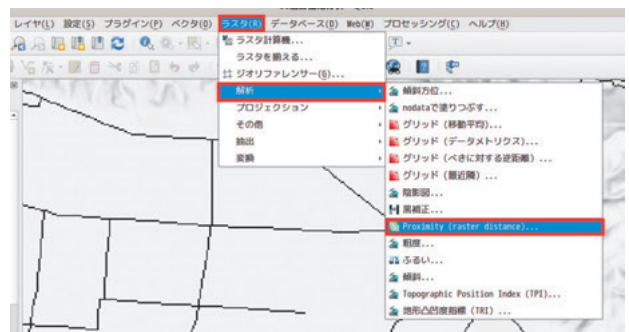 レイヤ(L) 設定(S) プラグイン(P) ベクタ(O) ラスタ(R) データベース(D) Web(W) プロセッシング(C) ヘルプ(H)
ラスタ計算機...
ラスタを揃える...
ジオリファレンサー(G)...
解析
プロジェクション
その他
抽出
変換
傾斜方位...
nodataで塗りつぶす...
グリッド (移動平均)...
グリッド (データメトリクス)...
グリッド (べきに対する逆距離) ...
グリッド (最近隣) ...
陰影図...
黒補正...
Proximity (raster distance)...
粗度...
ふるい...
傾斜...
Topographic Position Index (TPI)...
地形凸凹度指標 (TRI) ...